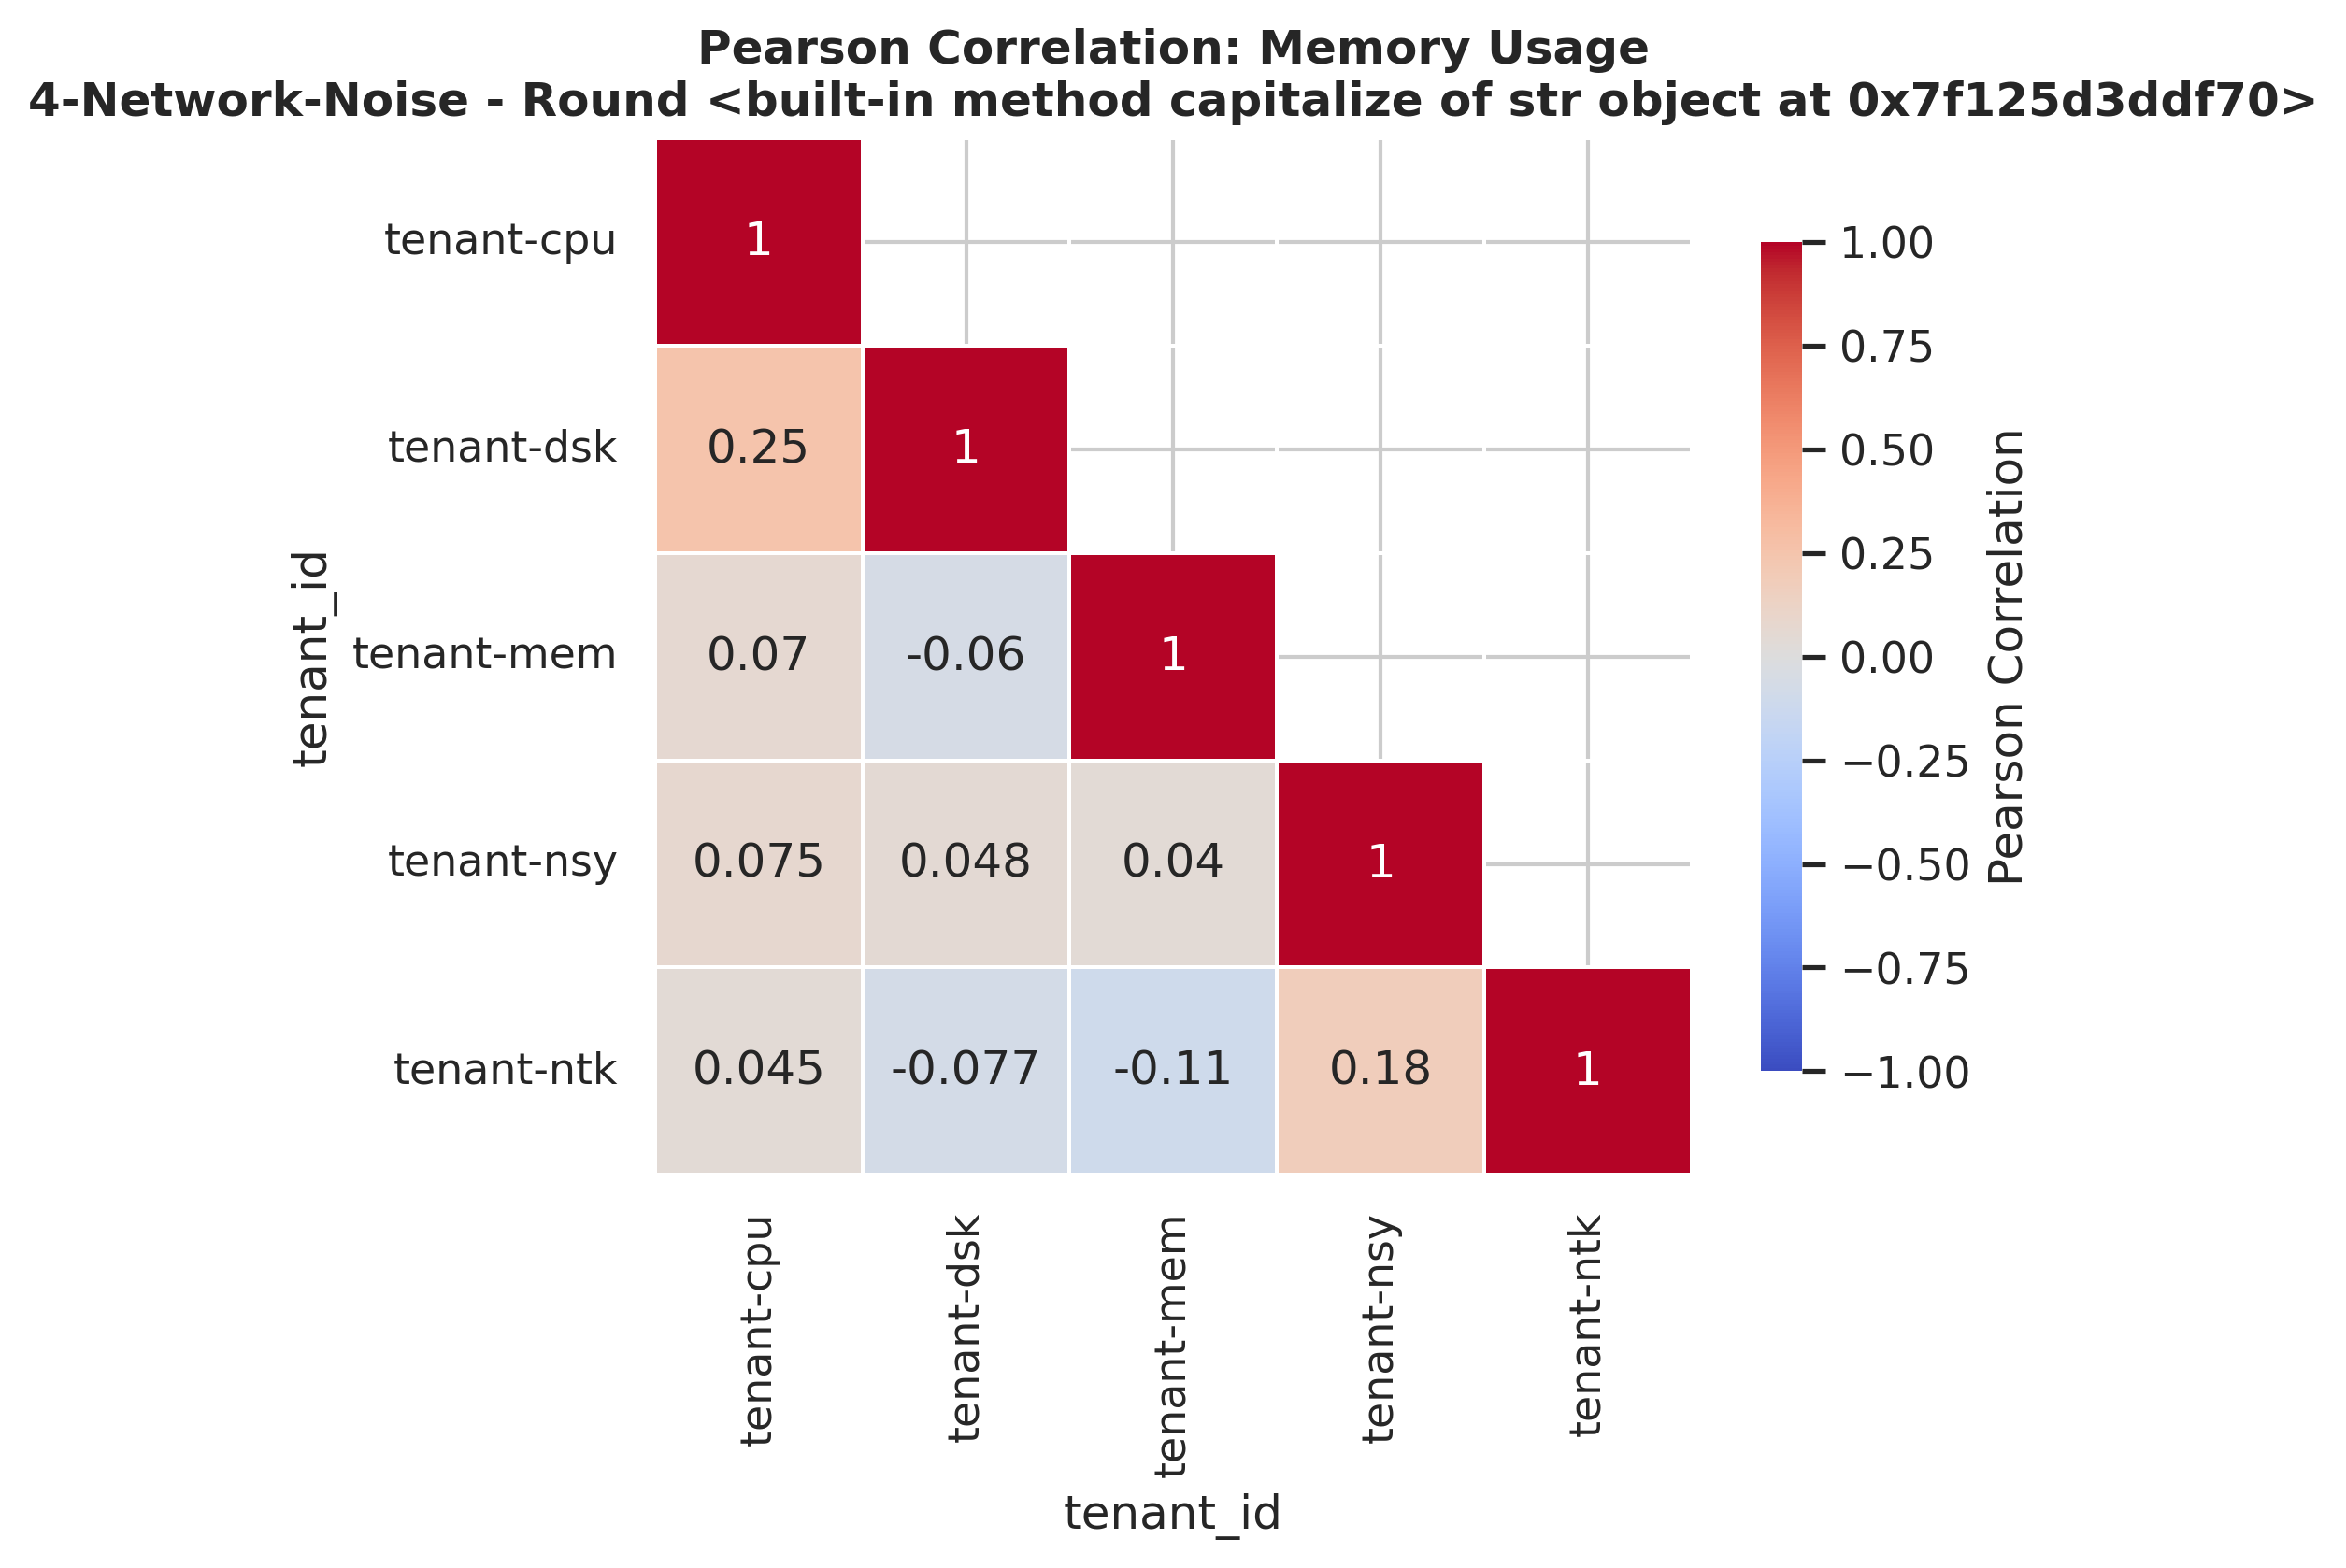 Pearson Correlation: Memory Usage
4-Network-Noise - Round <built-in method capitalize of str object at 0x7f125d3ddf70>
tenant_id
tenant-cpu
1
tenant-dsk
0.25 1
tenant-mem
0.07 -0.06 1
tenant-nsy
0.075 0.048 0.04 1
tenant-ntk
0.045 -0.077 -0.11 0.18 1
tenant-cpu
tenant-dsk
tenant-mem
tenant-nsy
tenant-ntk
tenant_id
1.00
0.75
0.50
0.25
0.00
−0.25
−0.50
−0.75
−1.00
Pearson Correlation